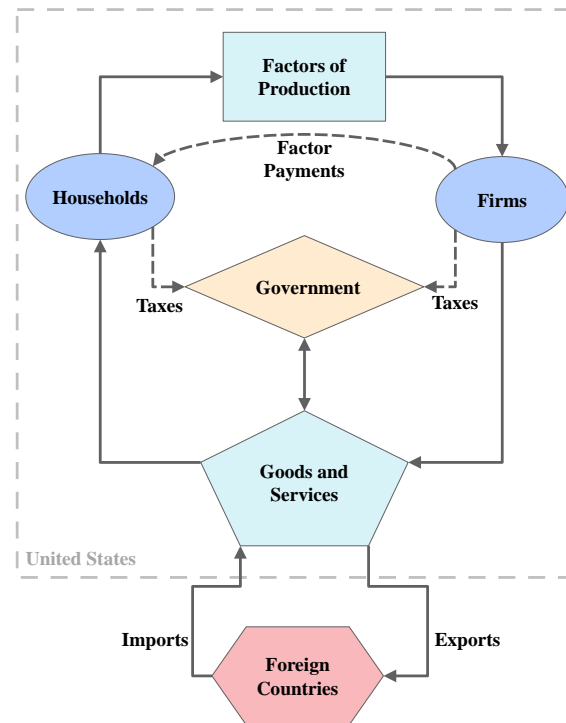 Factors of
Production
Factor
Payments
Households
Firms
Government
Taxes
Taxes
Goods and
Services
United States
Imports
Exports
Foreign
Countries